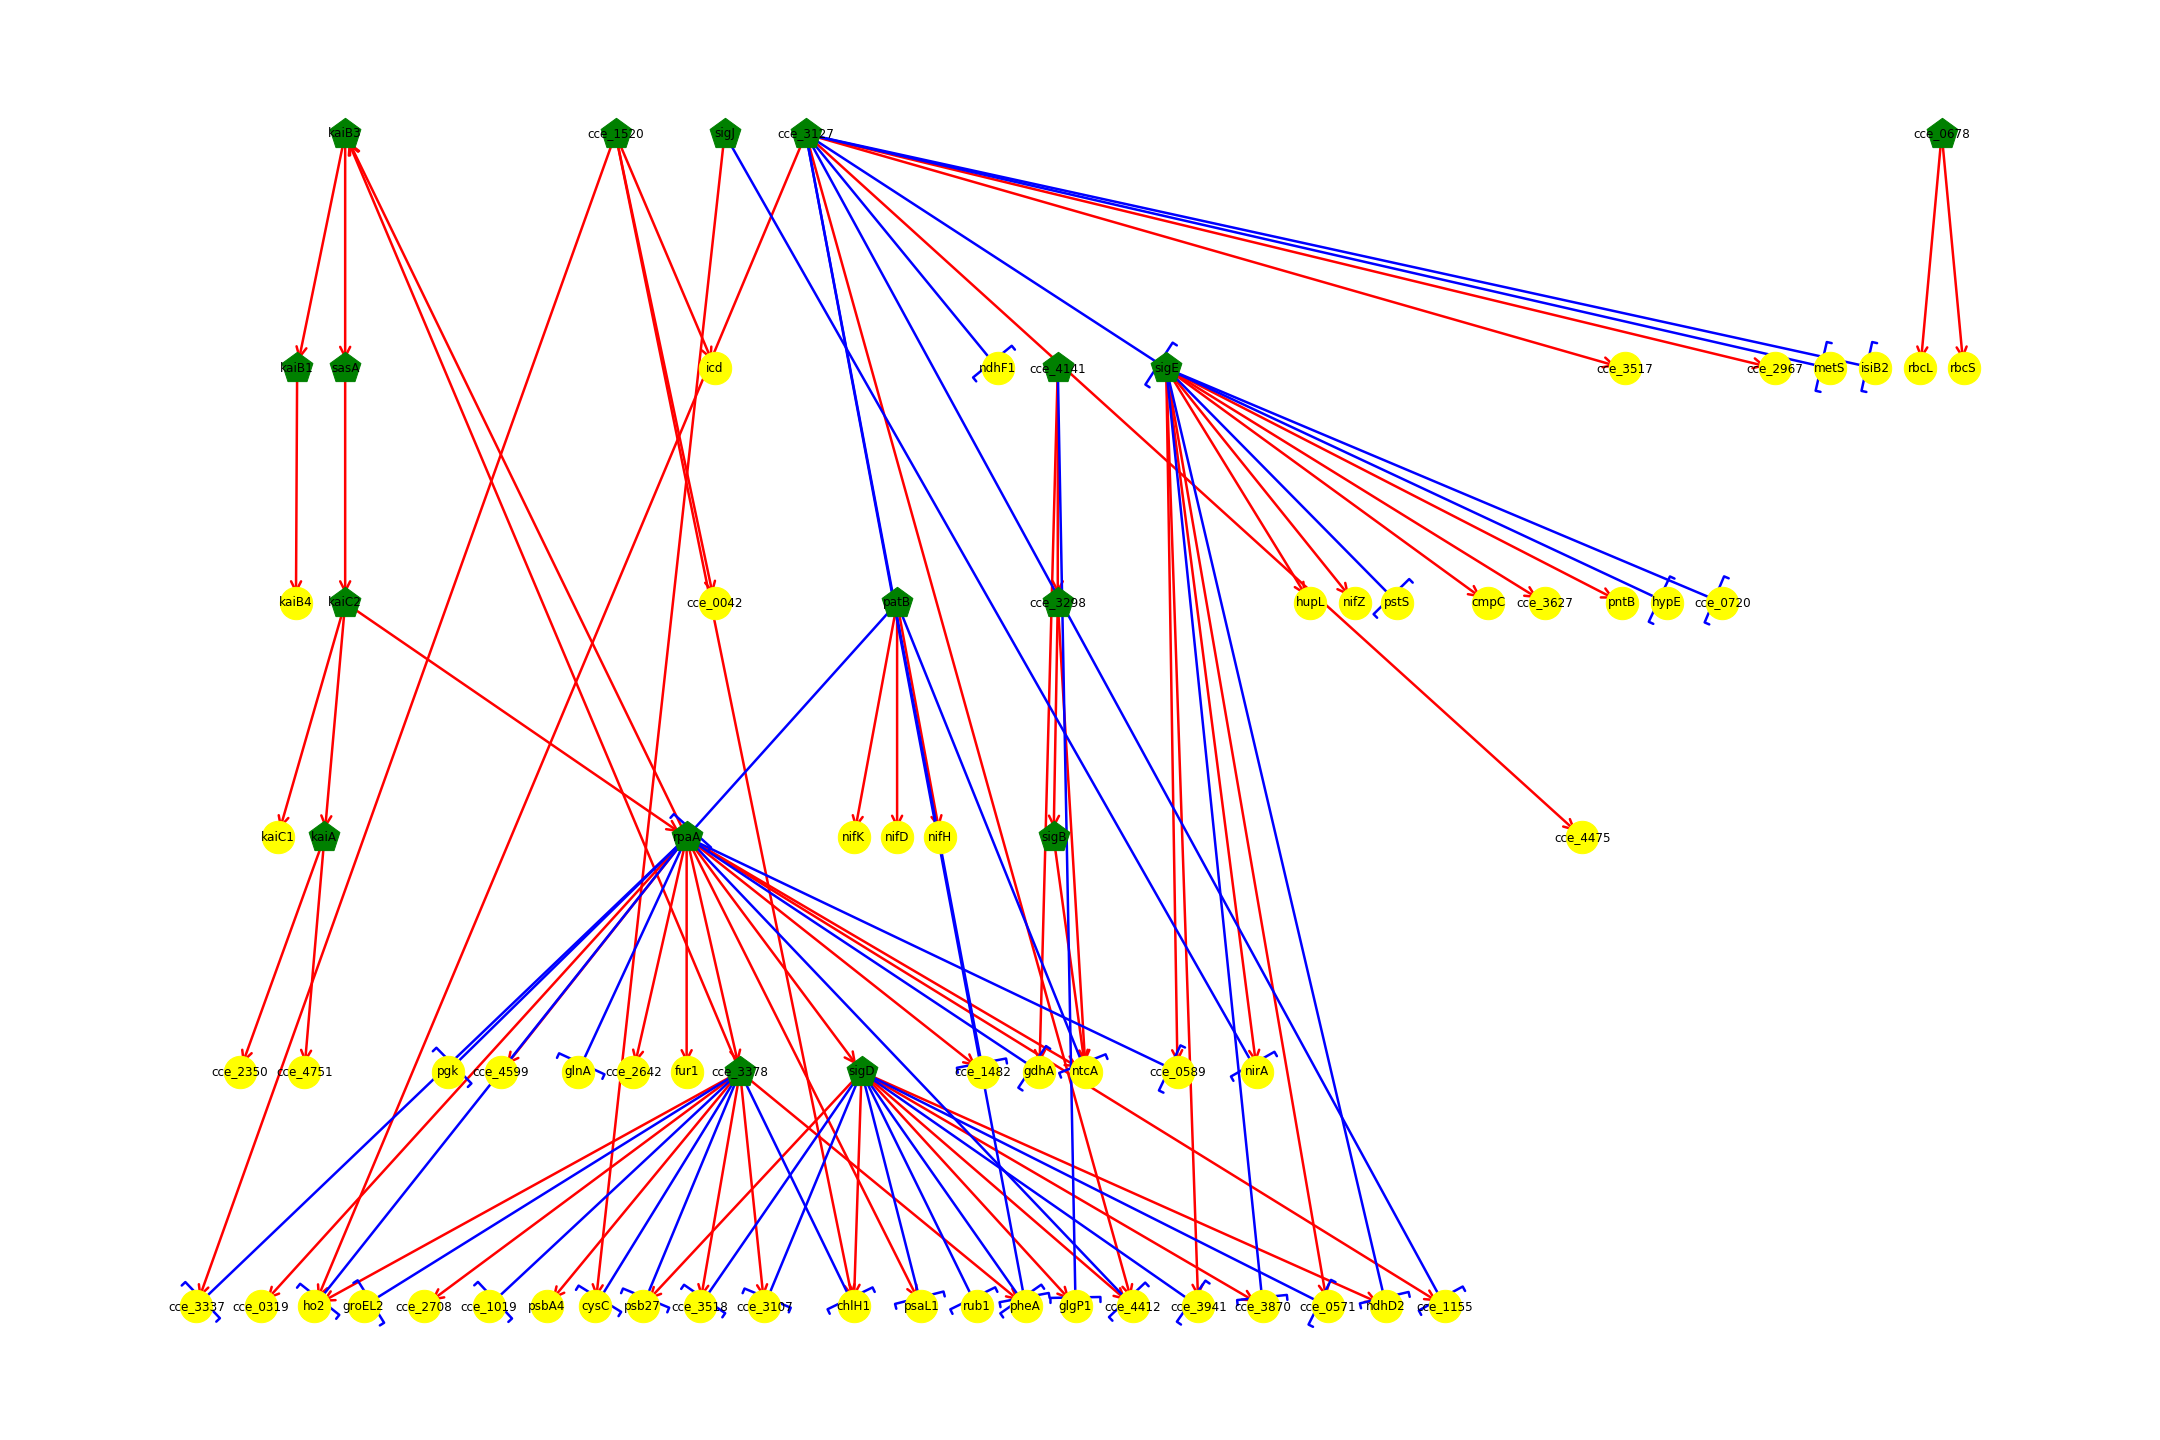 kaiB3 cce_1520 sigJ cce_3127 cce_0678
kaiB1 sasA icd ndhF1 cce_4141 sigE cce_3517 cce_2967 metS isiB2 rbcL rbcS
kaiB4 kaiC2 cce_0042 patB cce_3298 hupL nifZ pstS cmpC cce_3627 pntB hypE cce_0720
kaiC1 kaiA rpaA nifK nifD nifH sigB cce_4475
cce_2350 cce_4751 pgk cce_4599 glnA cce_2642 fur1 cce_3378 sigD cce_1482 gdhA ntcA cce_0589 nirA
cce_3337 cce_0319 ho2 groEL2 cce_2708 cce_1019 psbA4 cysC psb27 cce_3518 cce_3107 chlH1 psaL1 rub1 pheA glgP1 cce_4412 cce_3941 cce_3870 cce_0571 ndhD2 cce_1155